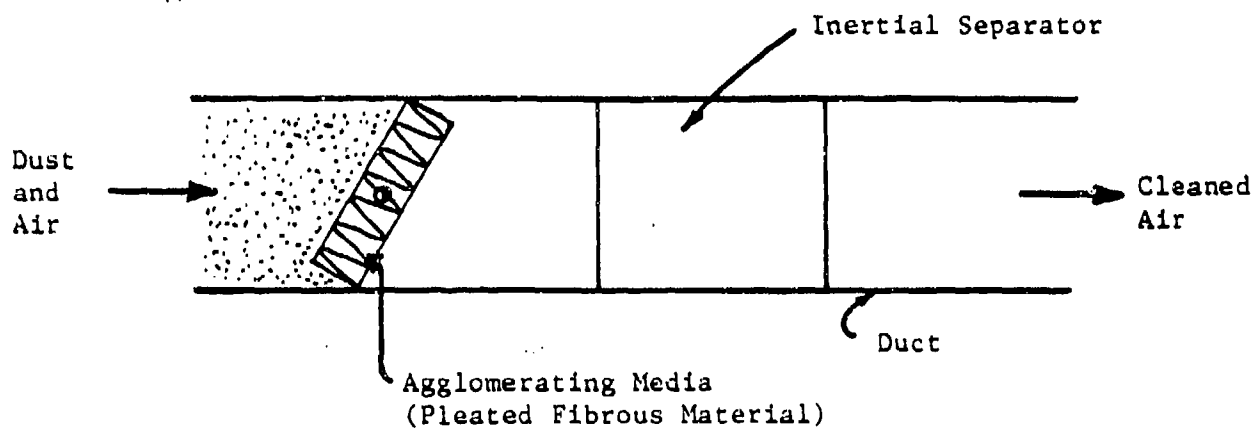 Inertial Separator
Dust
and
Air
Cleaned
Air
Duct
Agglomerating Media
(Pleated Fibrous Material)